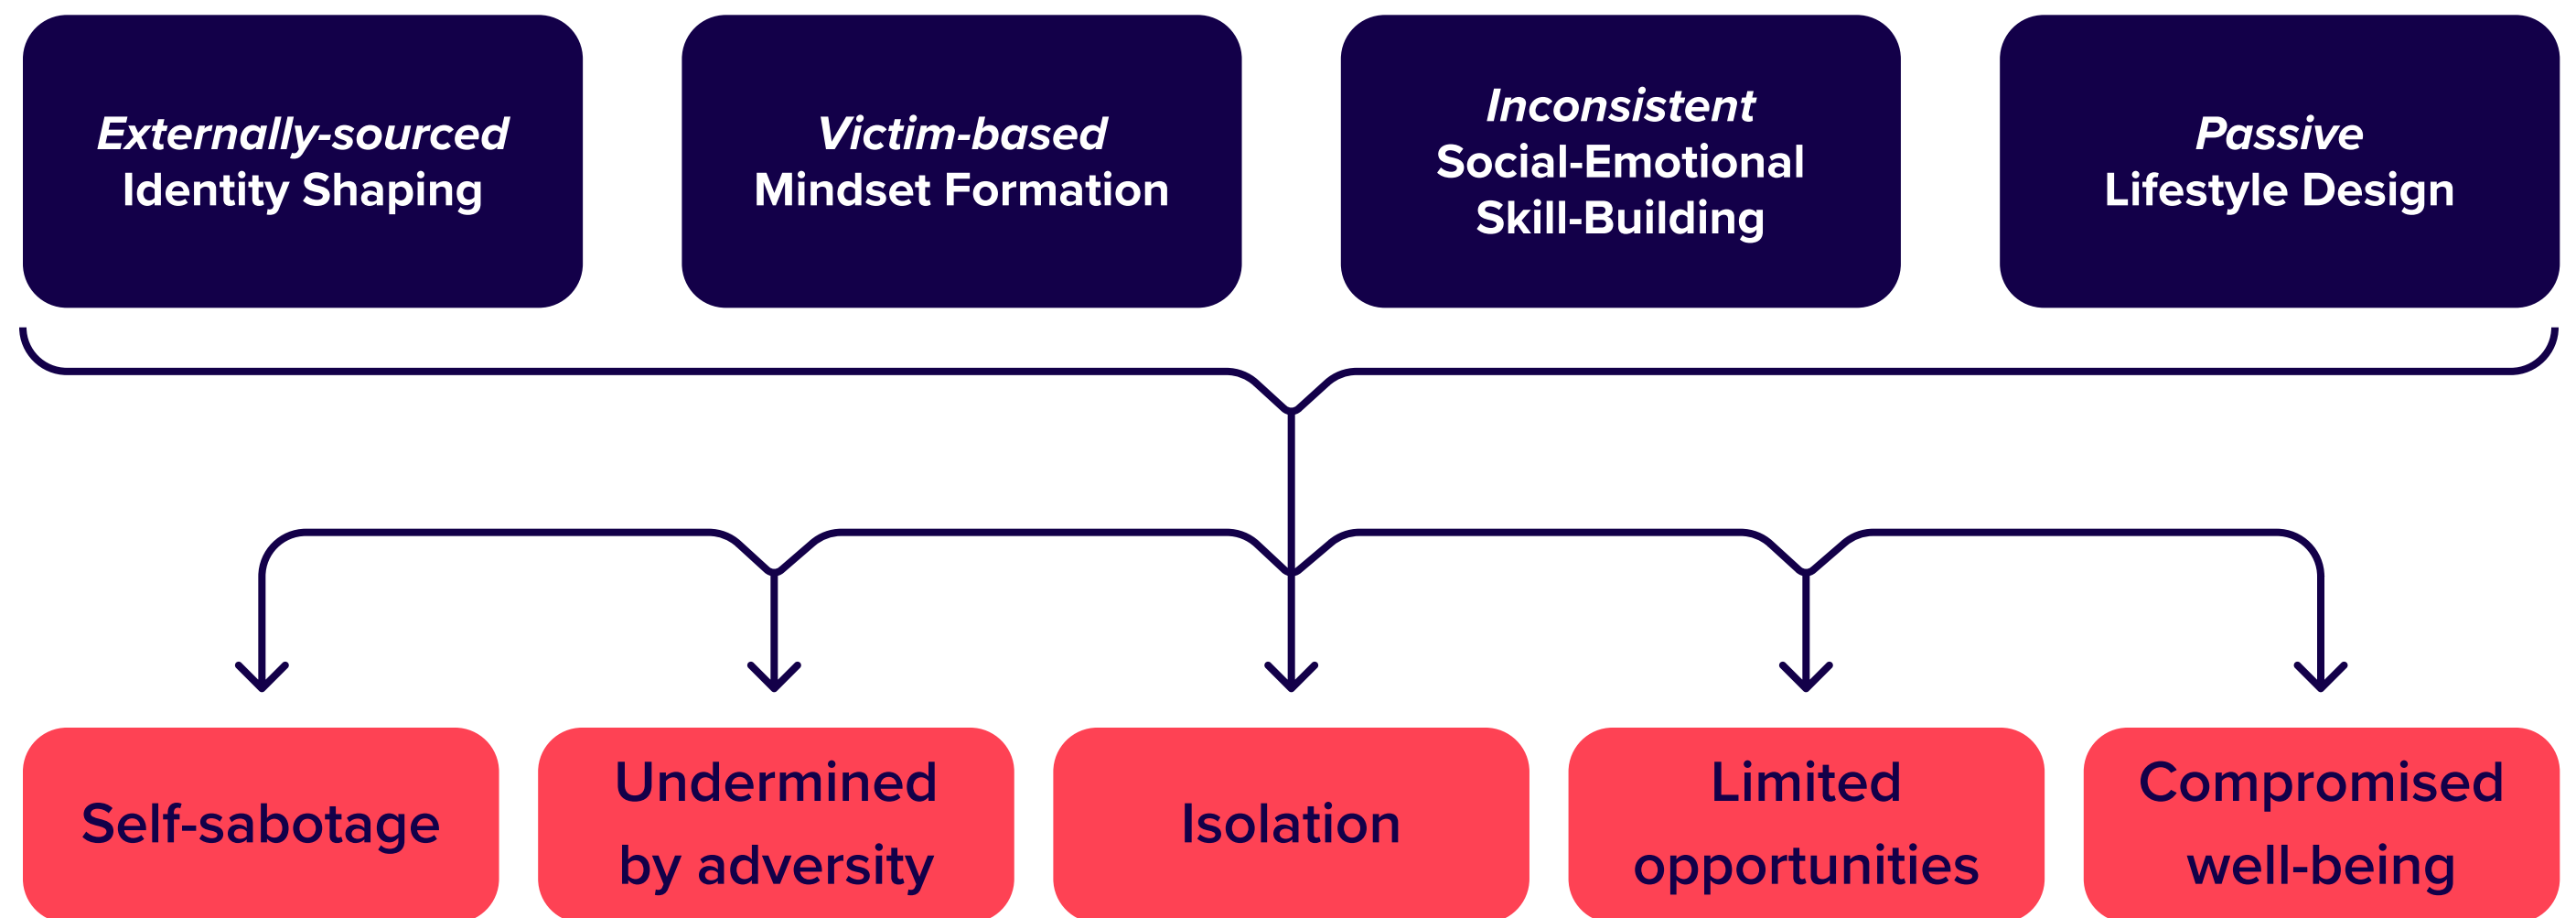 Externally-sourced
Identity Shaping
Victim-based
Mindset Formation
Inconsistent
Social-Emotional
Skill-Building
Passive
Lifestyle Design
Self-sabotage
Undermined
by adversity
Isolation
Limited
opportunities
Compromised
well-being